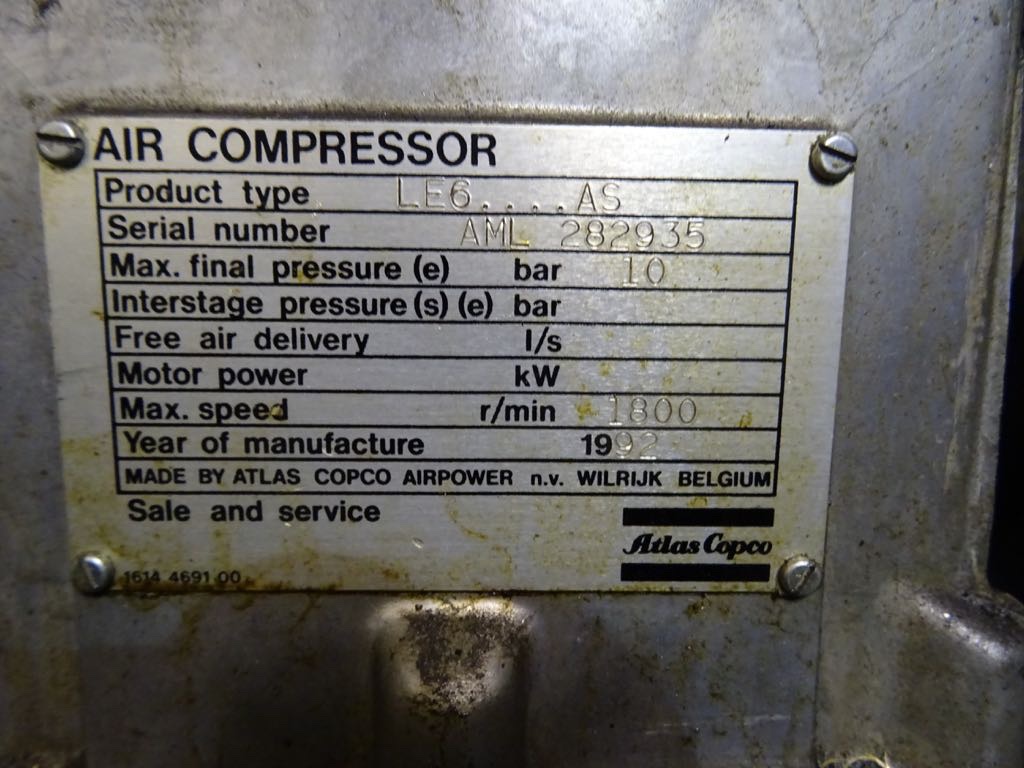 AIR COMPRESSOR
Product type LE6....AS
Serial number AML 282935
Max. final pressure (e) bar 10
Interstage pressure (s) (e) bar
Free air delivery l/s
Motor power kW
Max. speed r/min 1800
Year of manufacture 1992
MADE BY ATLAS COPCO AIRPOWER n.v. WILRIJK BELGIUM
Sale and service
Atlas Copco
1614 4691 00